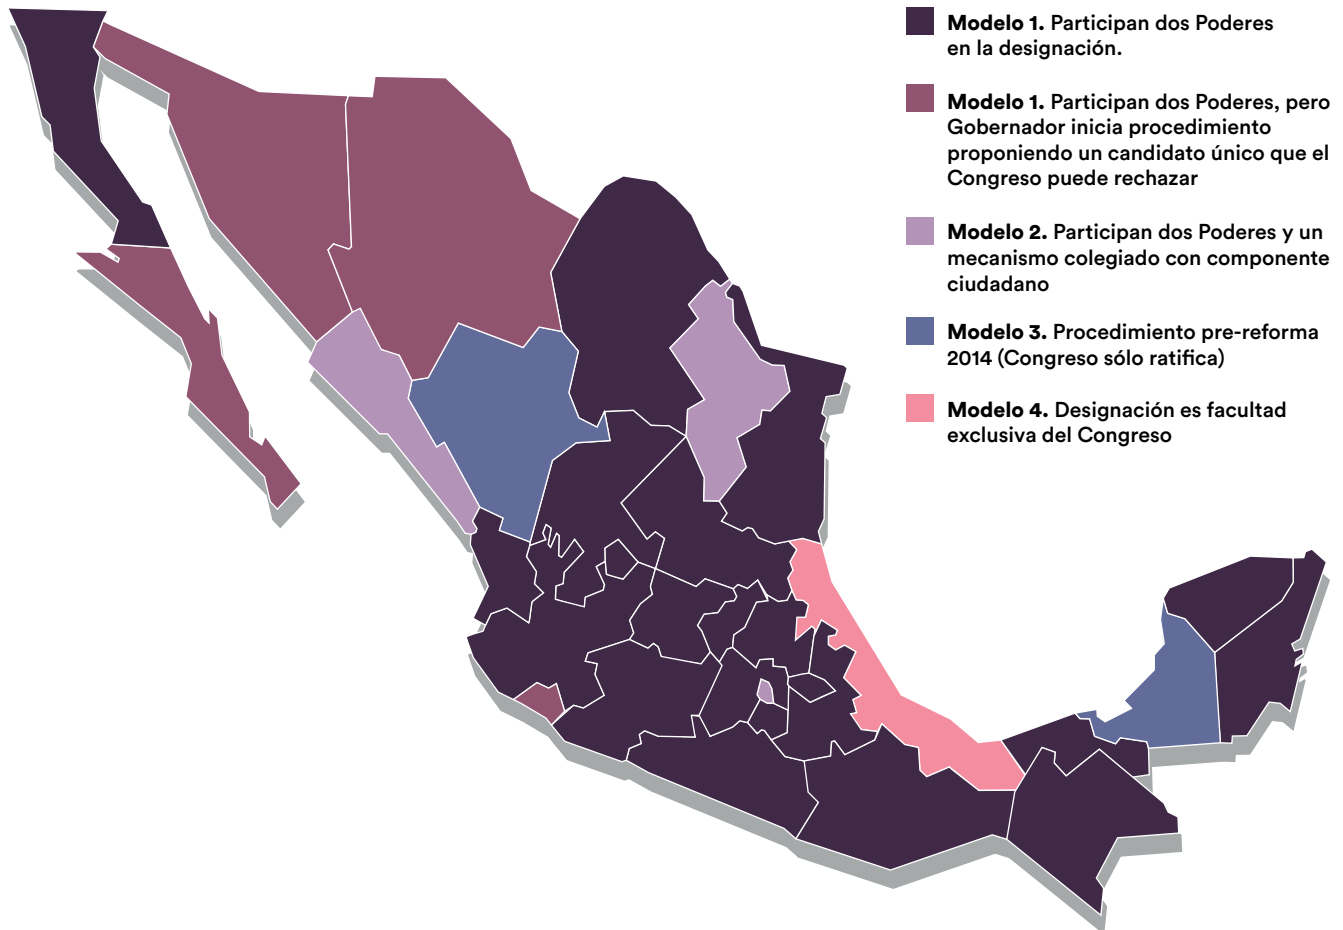 Modelo 1. Participan dos Poderes
en la designación.
Modelo 1. Participan dos Poderes, pero
Gobernador inicia procedimiento
proponiendo un candidato único que el
Congreso puede rechazar
Modelo 2. Participan dos Poderes y un
mecanismo colegiado con componente
ciudadano
Modelo 3. Procedimiento pre-reforma
2014 (Congreso sólo ratifica)
Modelo 4. Designación es facultad
exclusiva del Congreso